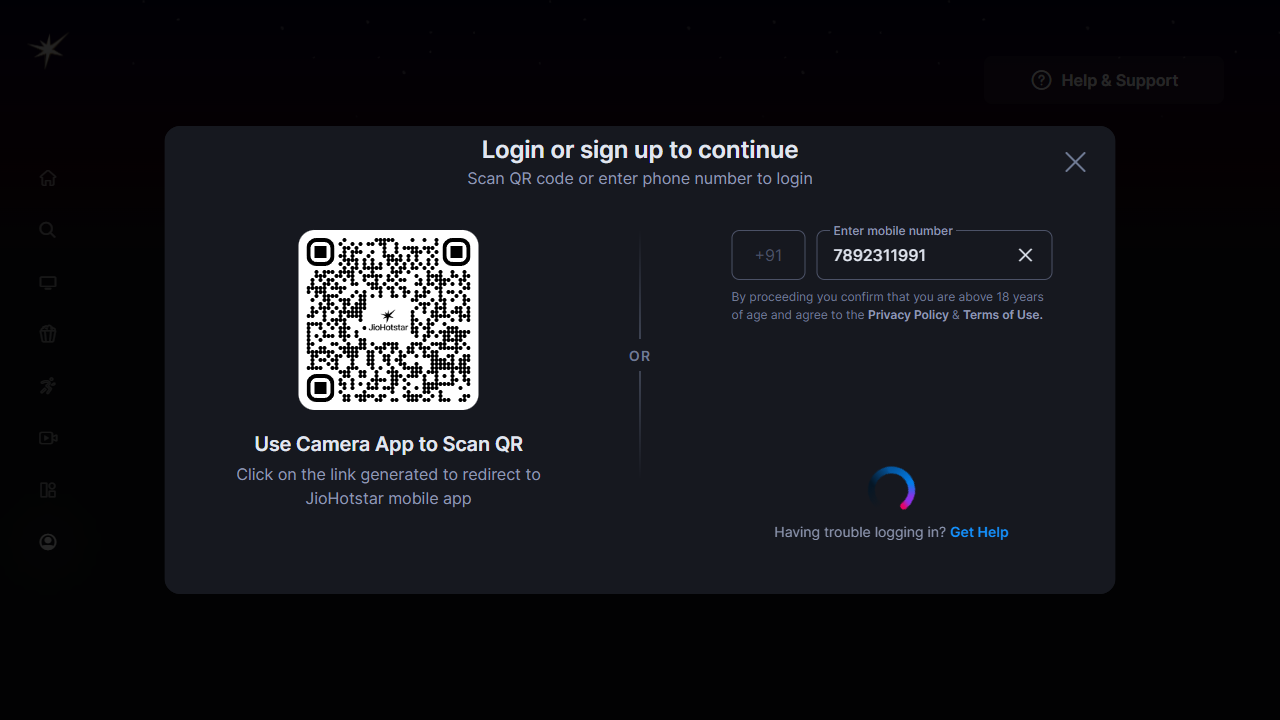 Help & Support
Login or sign up to continue
Scan QR code or enter phone number to login
JioHotstar
Use Camera App to Scan QR
Click on the link generated to redirect to
JioHotstar mobile app
OR
+91
Enter mobile number
7892311991
By proceeding you confirm that you are above 18 years
of age and agree to the Privacy Policy & Terms of Use.
Having trouble logging in? Get Help